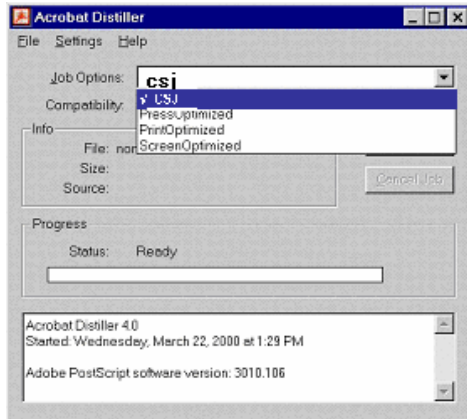 Acrobat Distiller
File Settings Help
Job Options: csj
Compatibility:
✓ CSJ
PressOptimized
PrintOptimized
ScreenOptimized
Info
File:
Size:
Source:
Cancel Job
Progress
Status: Ready
Acrobat Distiller 4.0
Started: Wednesday, March 22, 2000 at 1:29 PM
Adobe PostScript software version: 3010.106